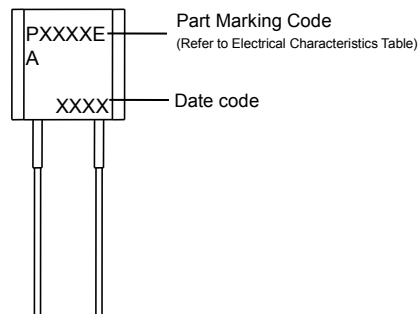 PXXXXE
A
XXXX
Part Marking Code
(Refer to Electrical Characteristics Table)
Date code